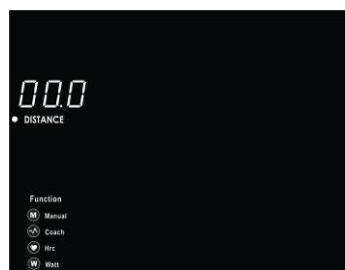 00.0
DISTANCE
Function
M Manual
Coach
Hrc
W Watt